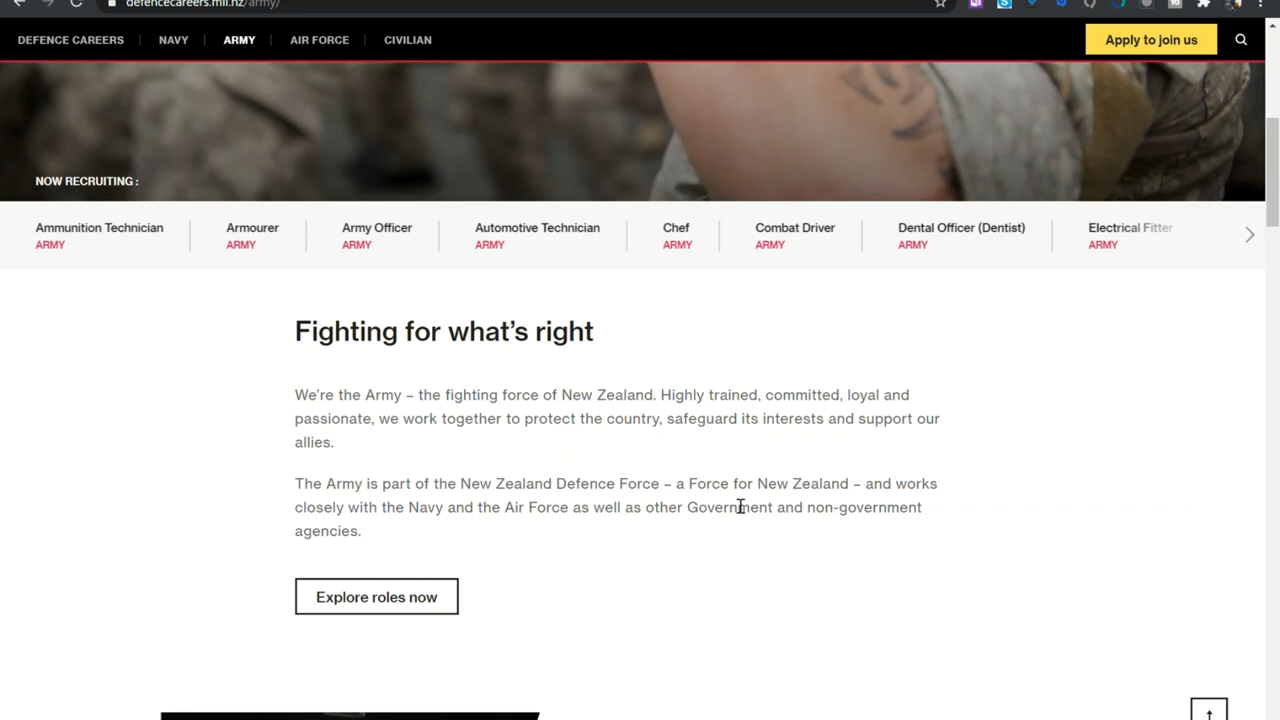 defencecareers.mil.nz/army/
DEFENCE CAREERS NAVY ARMY AIR FORCE CIVILIAN Apply to join us
NOW RECRUITING :
Ammunition Technician Armourer Army Officer Automotive Technician Chef Combat Driver Dental Officer (Dentist) Electrical Fitter
ARMY ARMY ARMY ARMY ARMY ARMY ARMY ARMY
Fighting for what’s right
We’re the Army – the fighting force of New Zealand. Highly trained, committed, loyal and
passionate, we work together to protect the country, safeguard its interests and support our
allies.
The Army is part of the New Zealand Defence Force – a Force for New Zealand – and works
closely with the Navy and the Air Force as well as other Government and non-government
agencies.
Explore roles now